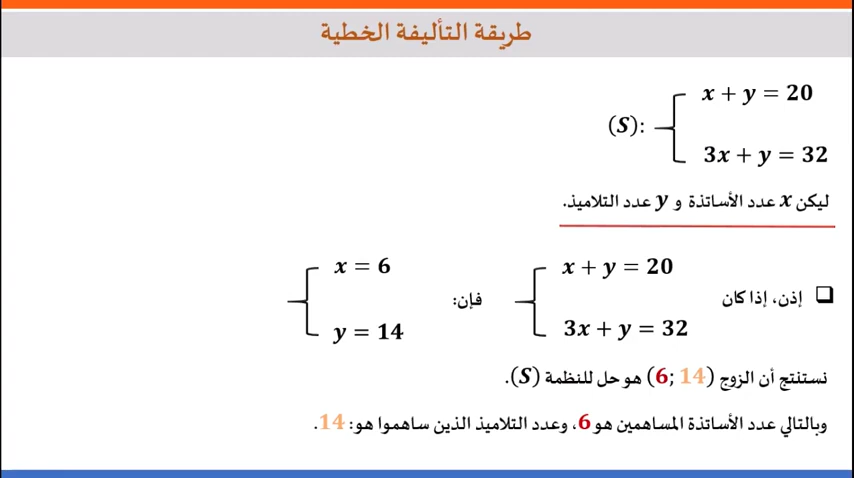 طريقة التأليفة الخطية
x + y = 20
(S):
3x + y = 32
ليكن x عدد الأساتذة و y عدد التلاميذ.
إذن، إذا كان
x + y = 20
3x + y = 32
فإن:
x = 6
y = 14
نستنتج أن الزوج (6; 14) هو حل للنظمة (S).
وبالتالي عدد الأساتذة المساهمين هو 6، وعدد التلاميذ الذين ساهموا هو: 14.